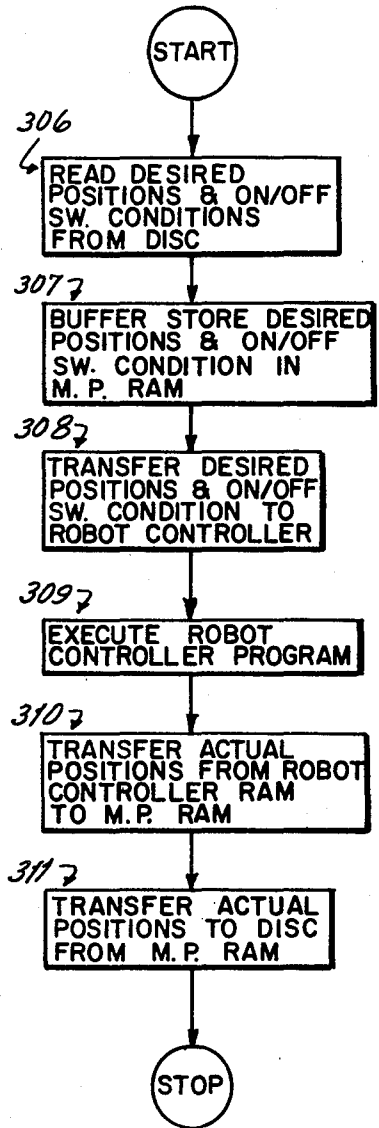 START
306
READ DESIRED
POSITIONS & ON/OFF
SW. CONDITIONS
FROM DISC
307
BUFFER STORE DESIRED
POSITIONS & ON/OFF
SW. CONDITION IN
M. P. RAM
308
TRANSFER DESIRED
POSITIONS & ON/OFF
SW. CONDITION TO
ROBOT CONTROLLER
309
EXECUTE ROBOT
CONTROLLER PROGRAM
310
TRANSFER ACTUAL
POSITIONS FROM ROBOT
CONTROLLER RAM
TO M.P. RAM
311
TRANSFER ACTUAL
POSITIONS TO DISC
FROM M.P. RAM
STOP